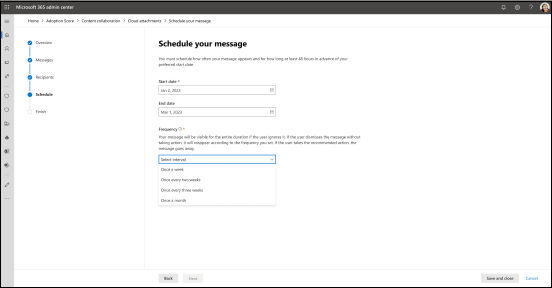 Microsoft 365 admin center
Home > Adoption Score > Content collaboration > Cloud attachments > Schedule your message
Overview
Messages
Recipients
Schedule
Finish
Schedule your message
You must schedule how often your message appears and for how long at least 48 hours in advance of your
preferred start date.
Start date *
Jan 2, 2023
End date
Mar 1, 2023
Frequency *
Your message will be visible for the entire duration if the user ignores it. If the user dismisses the message without
taking action, it will reappear according to the frequency you set. If the user takes the recommended action, the
message goes away.
Select interval
Once a week
Once every two weeks
Once every three weeks
Once a month
Back
Next
Save and close
Cancel